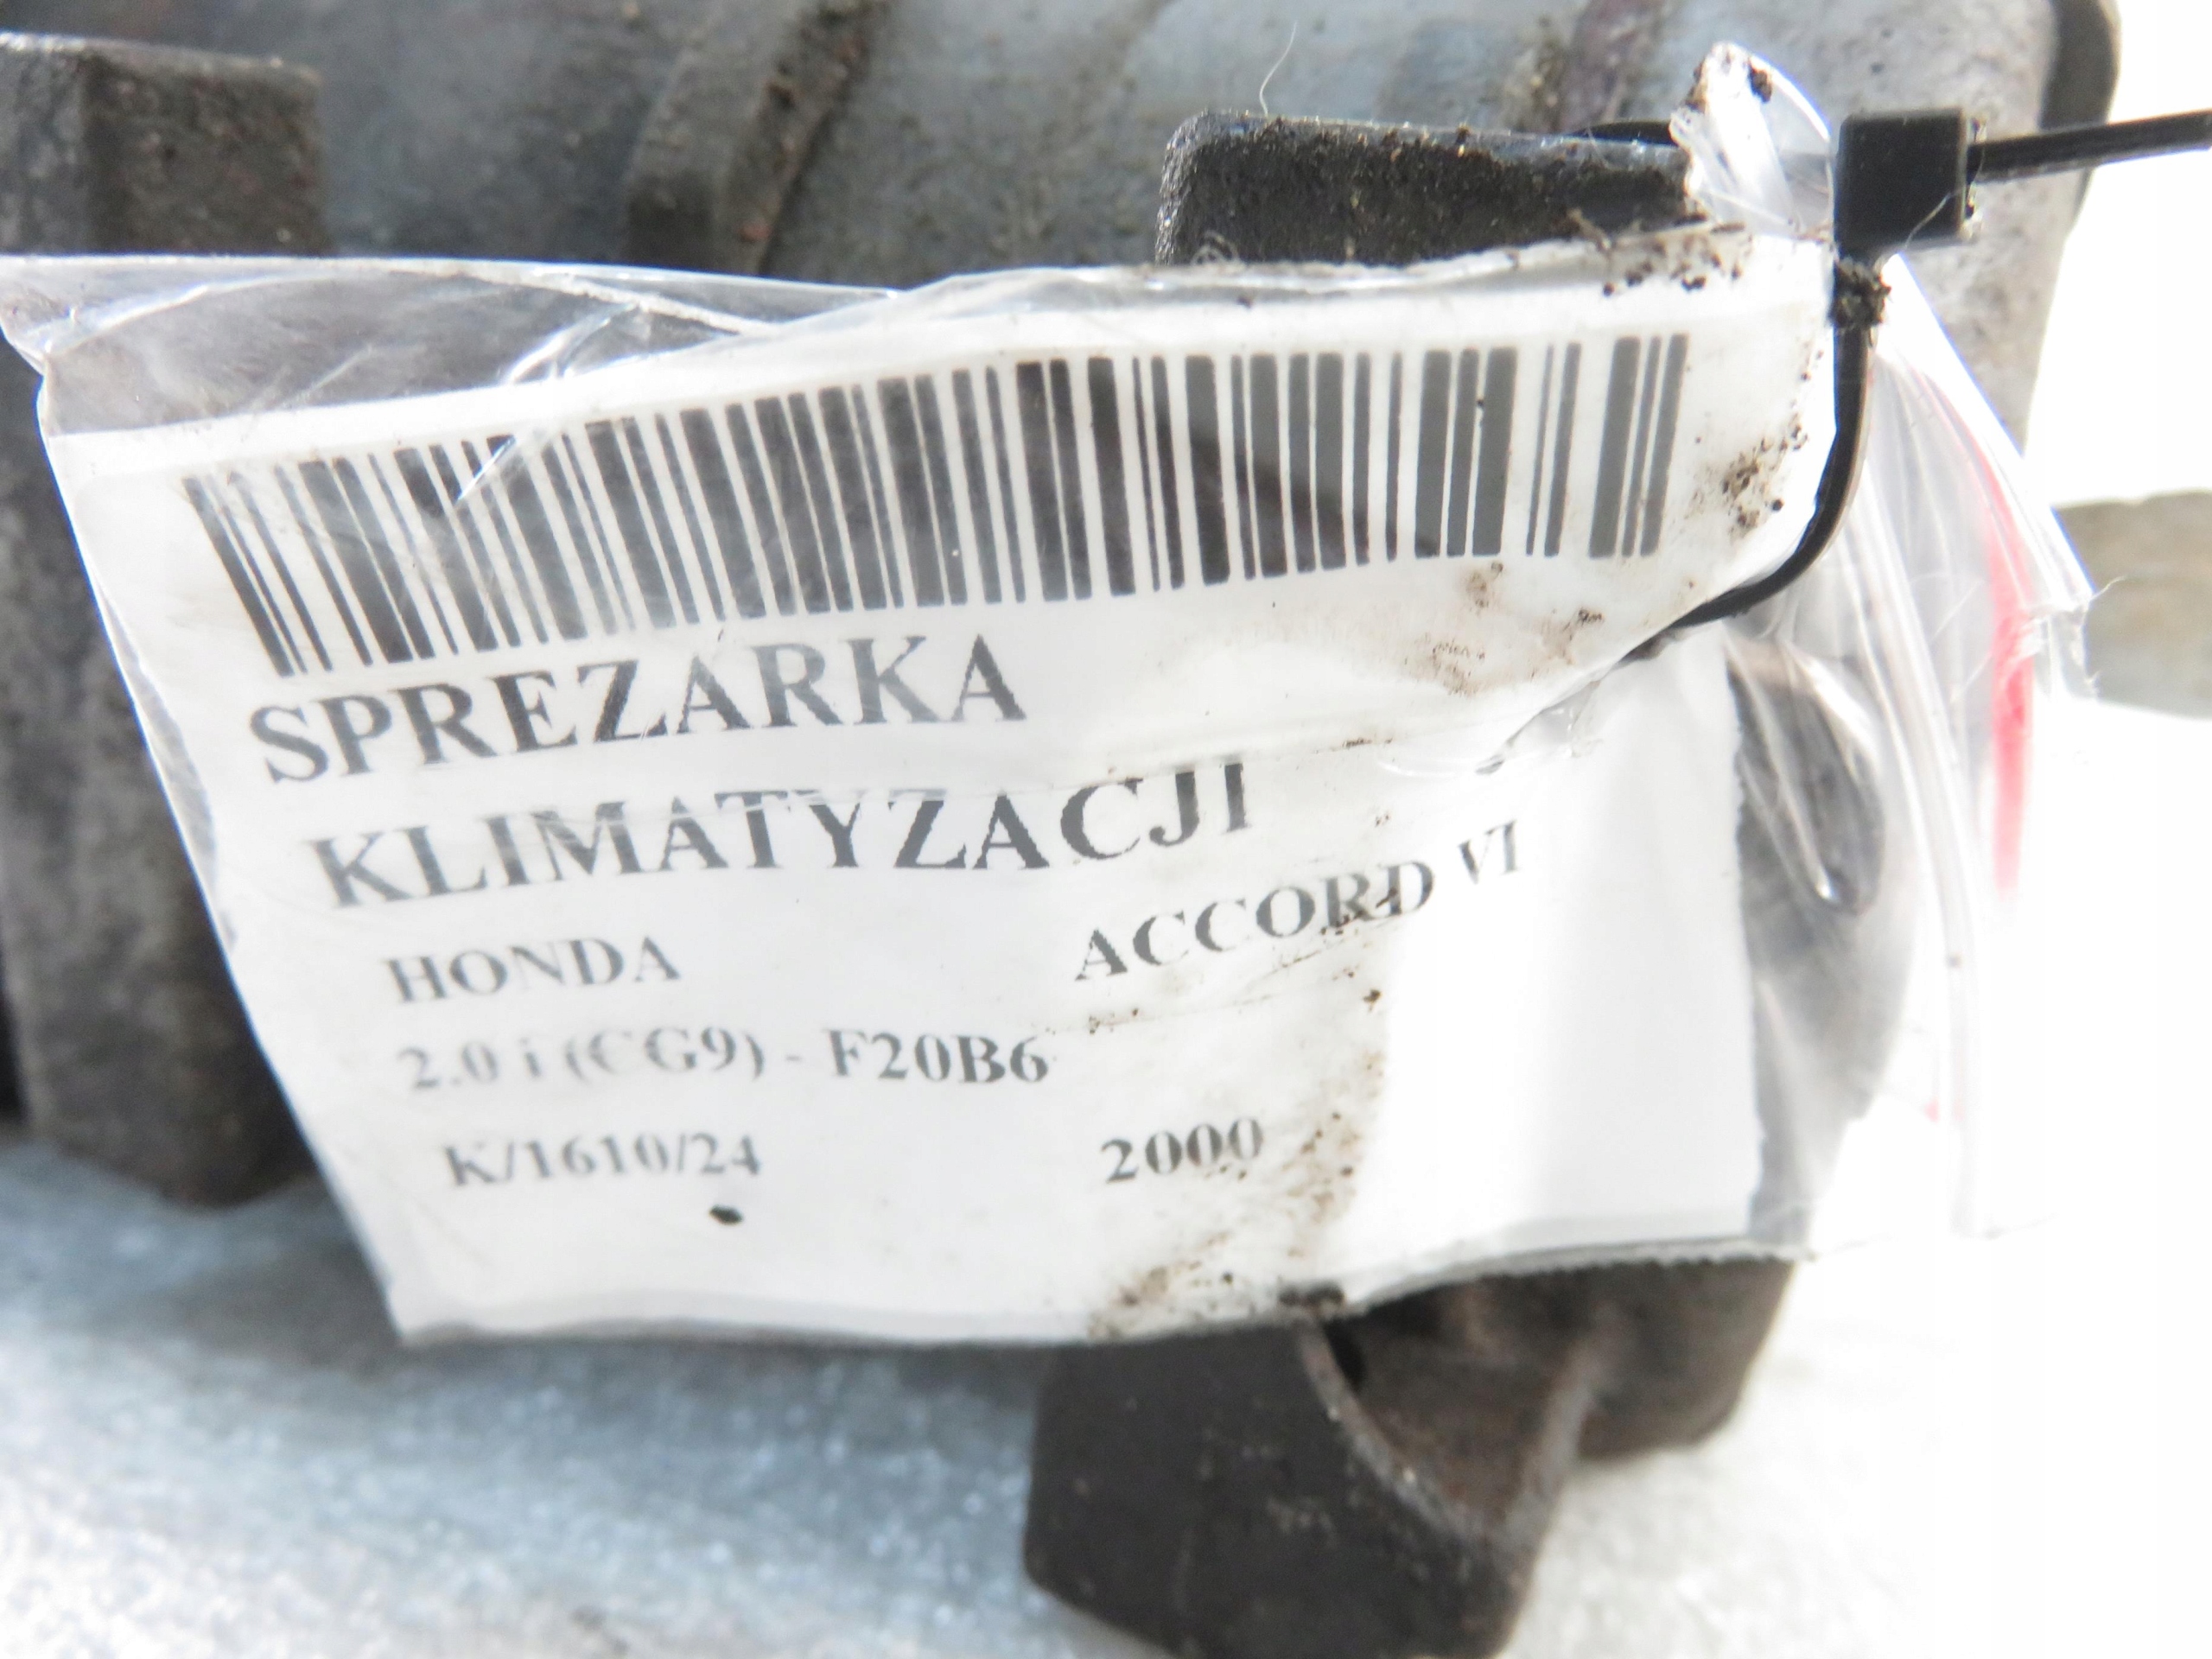 SPREZARKA
KLIMATYZACJI
HONDA ACCORD VI
2.0 i (CG9) - F20B6
K/1610/24 2000